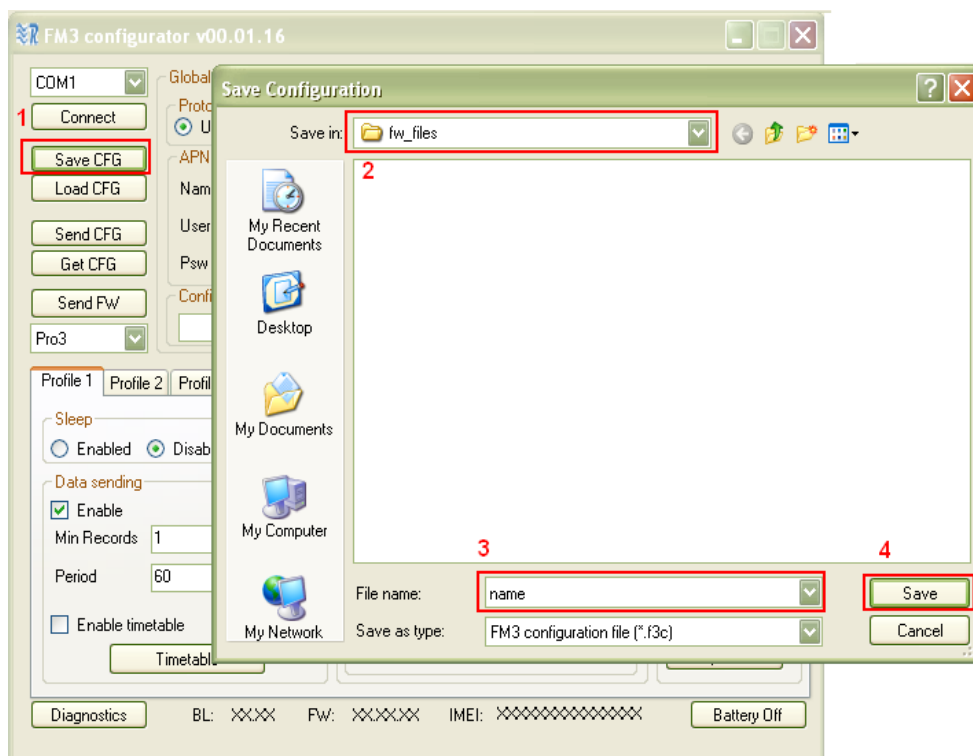 FM3 configurator v00.01.16
COM1
1
Connect
Save CFG
Load CFG
Send CFG
Get CFG
Send FW
Pro3
Global
APN
Save Configuration
Save in:
fw_files
2
My Recent
Documents
Desktop
My Documents
My Computer
My Network
3
4
File name:
name
Save
Save as type:
FM3 configuration file (*.f3c)
Cancel
User
Psw
Profile 1
Profile 2
Sleep
Enabled
Data sending
Enable
Min Records
1
Period
60
Enable timetable
Diagnostics
BL:
XX.XX
FW:
XX.XX.XX
IMEI:
XXXXXXXXXXXXXX
Battery Off